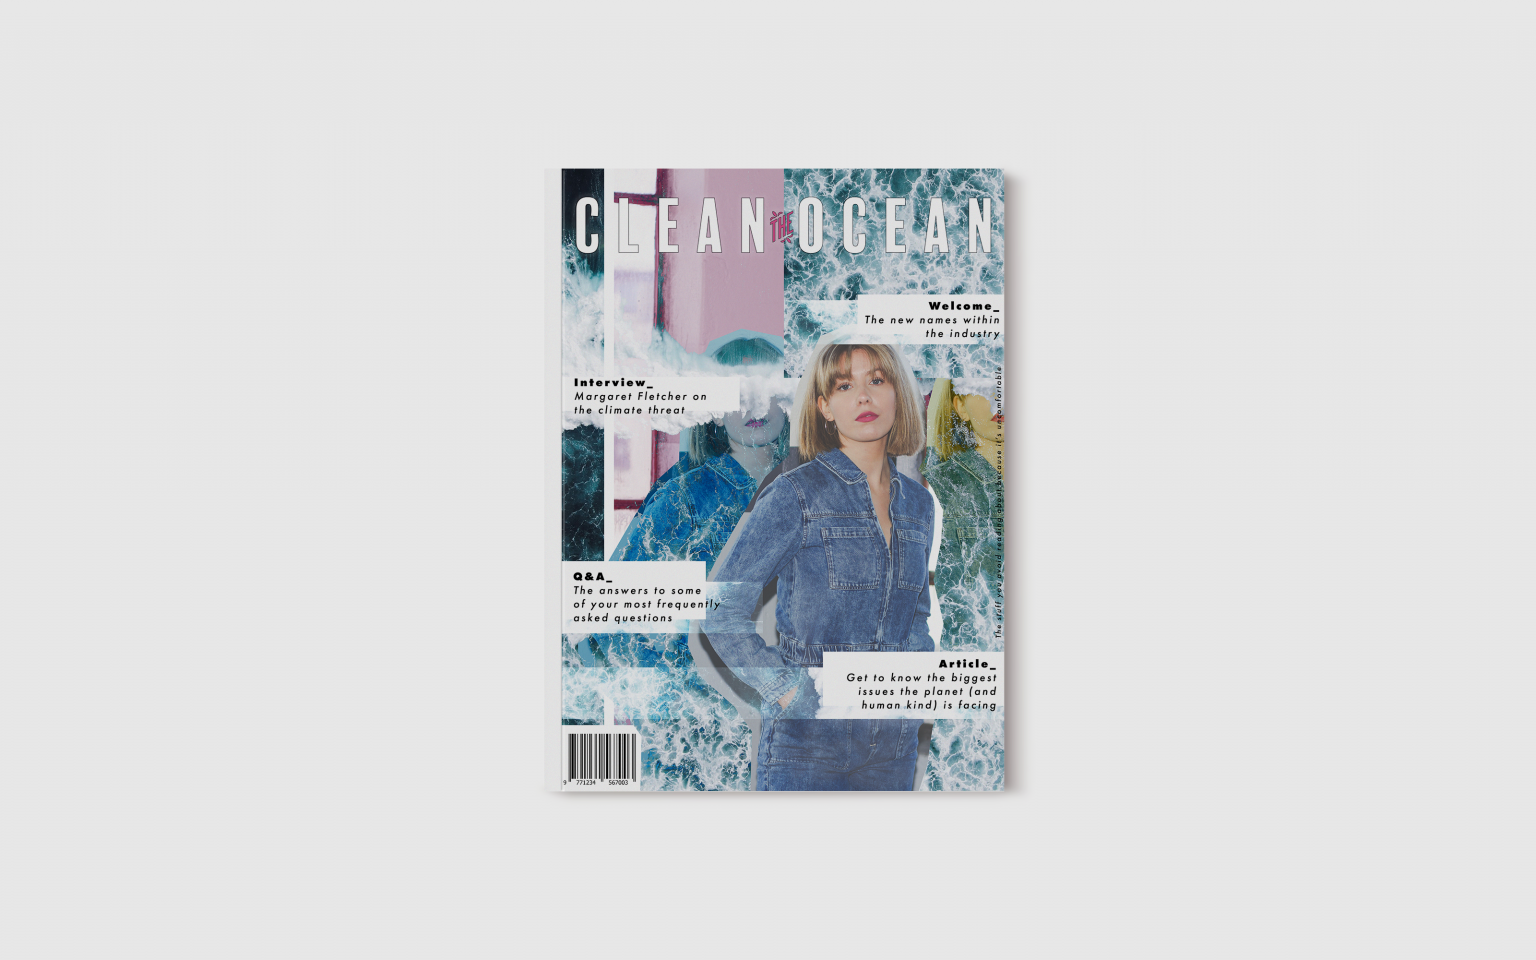 CLEAN THE OCEAN
Welcome_
The new names within
the industry
Interview_
Margaret Fletcher on
the climate threat
The stuff you avoid reading about because it's uncomfortable
Q&A_
The answers to some
of your most frequently
asked questions
Article_
Get to know the biggest
issues the planet (and
human kind) is facing
9 771234 567003